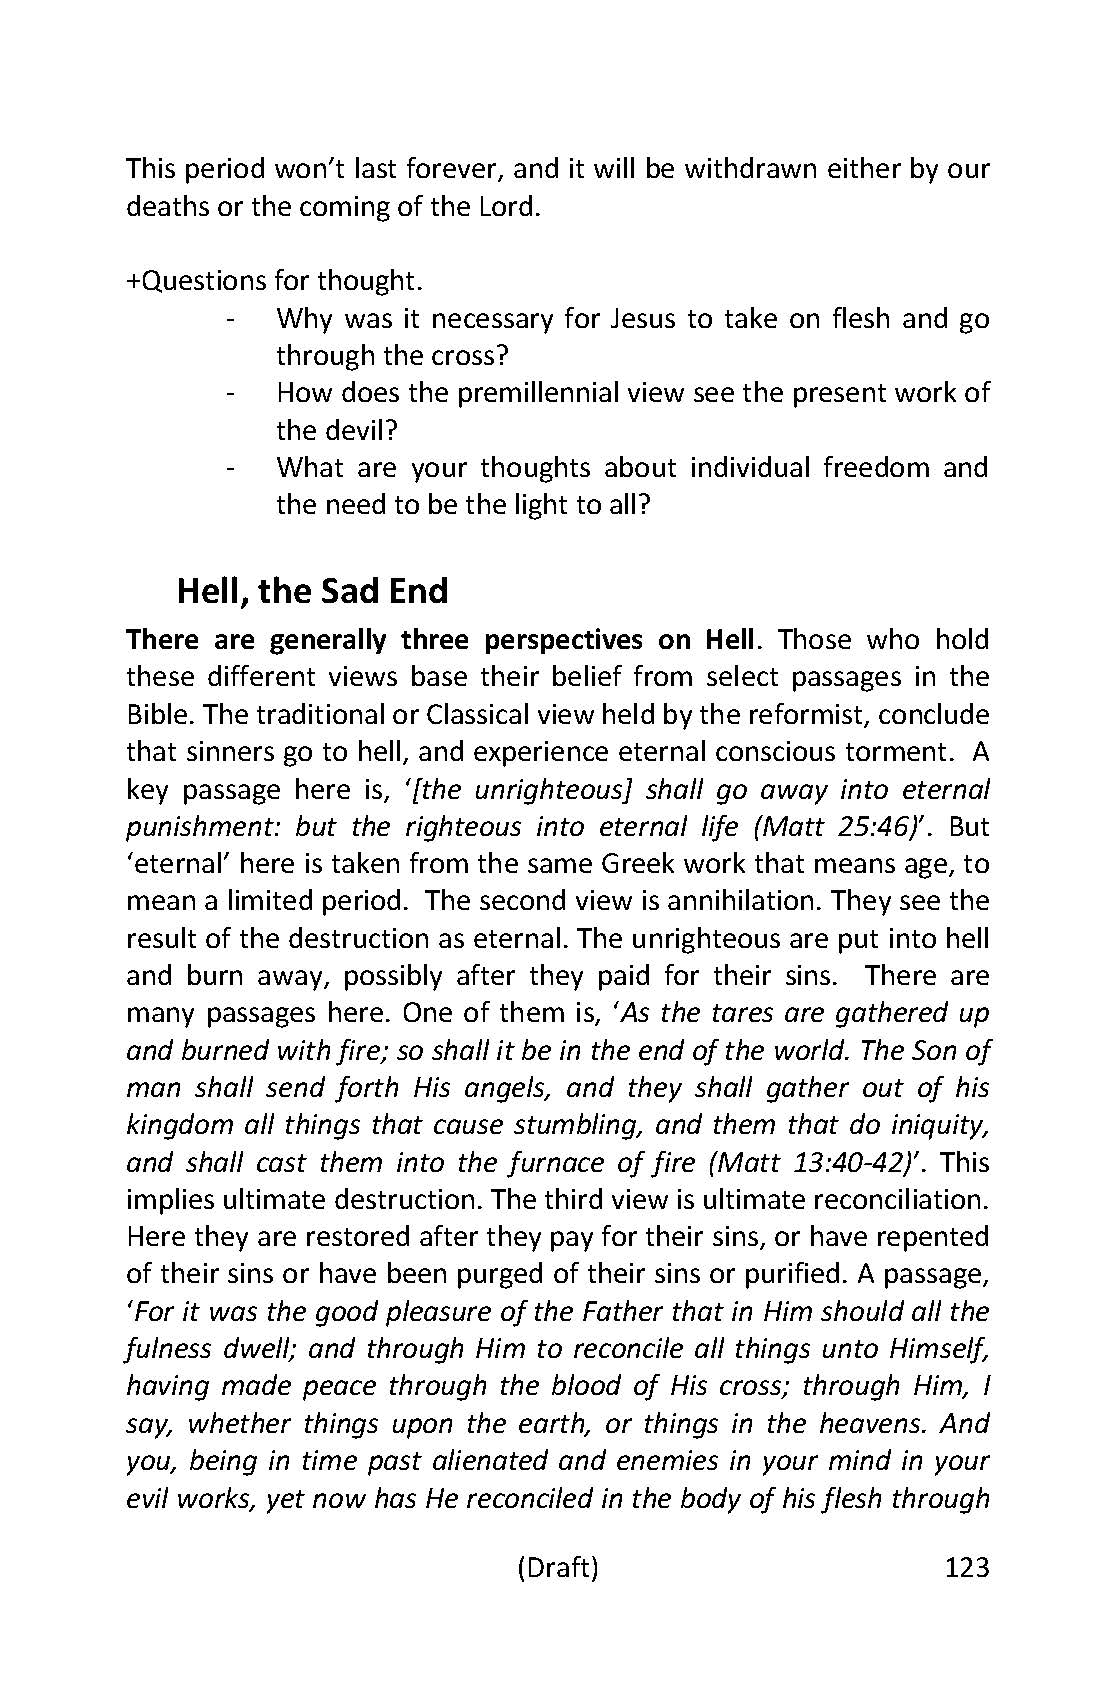 This period won’t last forever, and it will be withdrawn either by our
deaths or the coming of the Lord.
+Questions for thought.
- Why was it necessary for Jesus to take on flesh and go
through the cross?
- How does the premillennial view see the present work of
the devil?
- What are your thoughts about individual freedom and
the need to be the light to all?
Hell, the Sad End
There are generally three perspectives on Hell. Those who hold
these different views base their belief from select passages in the
Bible. The traditional or Classical view held by the reformist, conclude
that sinners go to hell, and experience eternal conscious torment. A
key passage here is, ‘[the unrighteous] shall go away into eternal
punishment: but the righteous into eternal life (Matt 25:46)’. But
‘eternal’ here is taken from the same Greek work that means age, to
mean a limited period. The second view is annihilation. They see the
result of the destruction as eternal. The unrighteous are put into hell
and burn away, possibly after they paid for their sins. There are
many passages here. One of them is, ‘As the tares are gathered up
and burned with fire; so shall it be in the end of the world. The Son of
man shall send forth His angels, and they shall gather out of his
kingdom all things that cause stumbling, and them that do iniquity,
and shall cast them into the furnace of fire (Matt 13:40-42)’. This
implies ultimate destruction. The third view is ultimate reconciliation.
Here they are restored after they pay for their sins, or have repented
of their sins or have been purged of their sins or purified. A passage,
‘For it was the good pleasure of the Father that in Him should all the
fulness dwell; and through Him to reconcile all things unto Himself,
having made peace through the blood of His cross; through Him, I
say, whether things upon the earth, or things in the heavens. And
you, being in time past alienated and enemies in your mind in your
evil works, yet now has He reconciled in the body of his flesh through
(Draft) 123